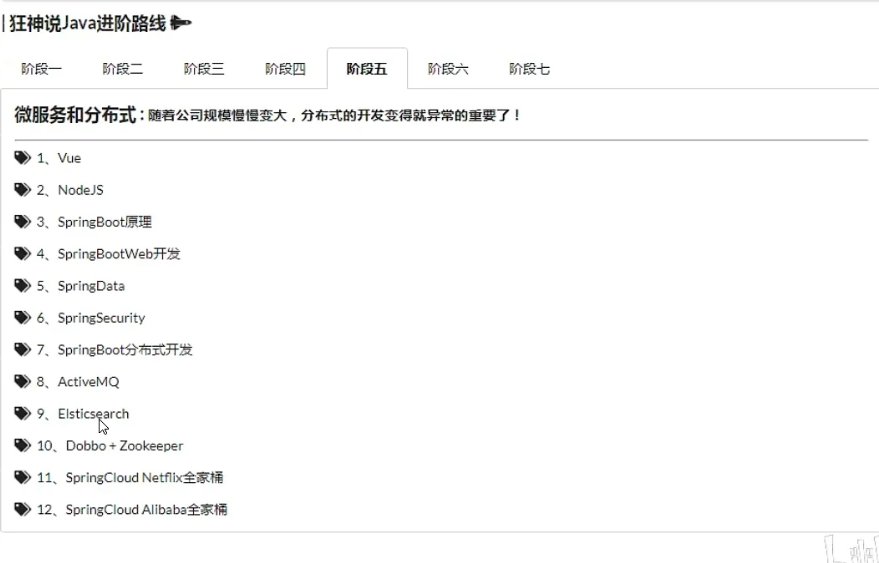 狂神说Java进阶路线
阶段一 阶段二 阶段三 阶段四 阶段五 阶段六 阶段七
微服务和分布式：随着公司规模慢慢变大，分布式的开发变得就异常的重要了！
1、Vue
2、NodeJS
3、SpringBoot原理
4、SpringBootWeb开发
5、SpringData
6、SpringSecurity
7、SpringBoot分布式开发
8、ActiveMQ
9、Elsticsearch
10、Dobbo + Zookeeper
11、SpringCloud Netflix全家桶
12、SpringCloud Alibaba全家桶